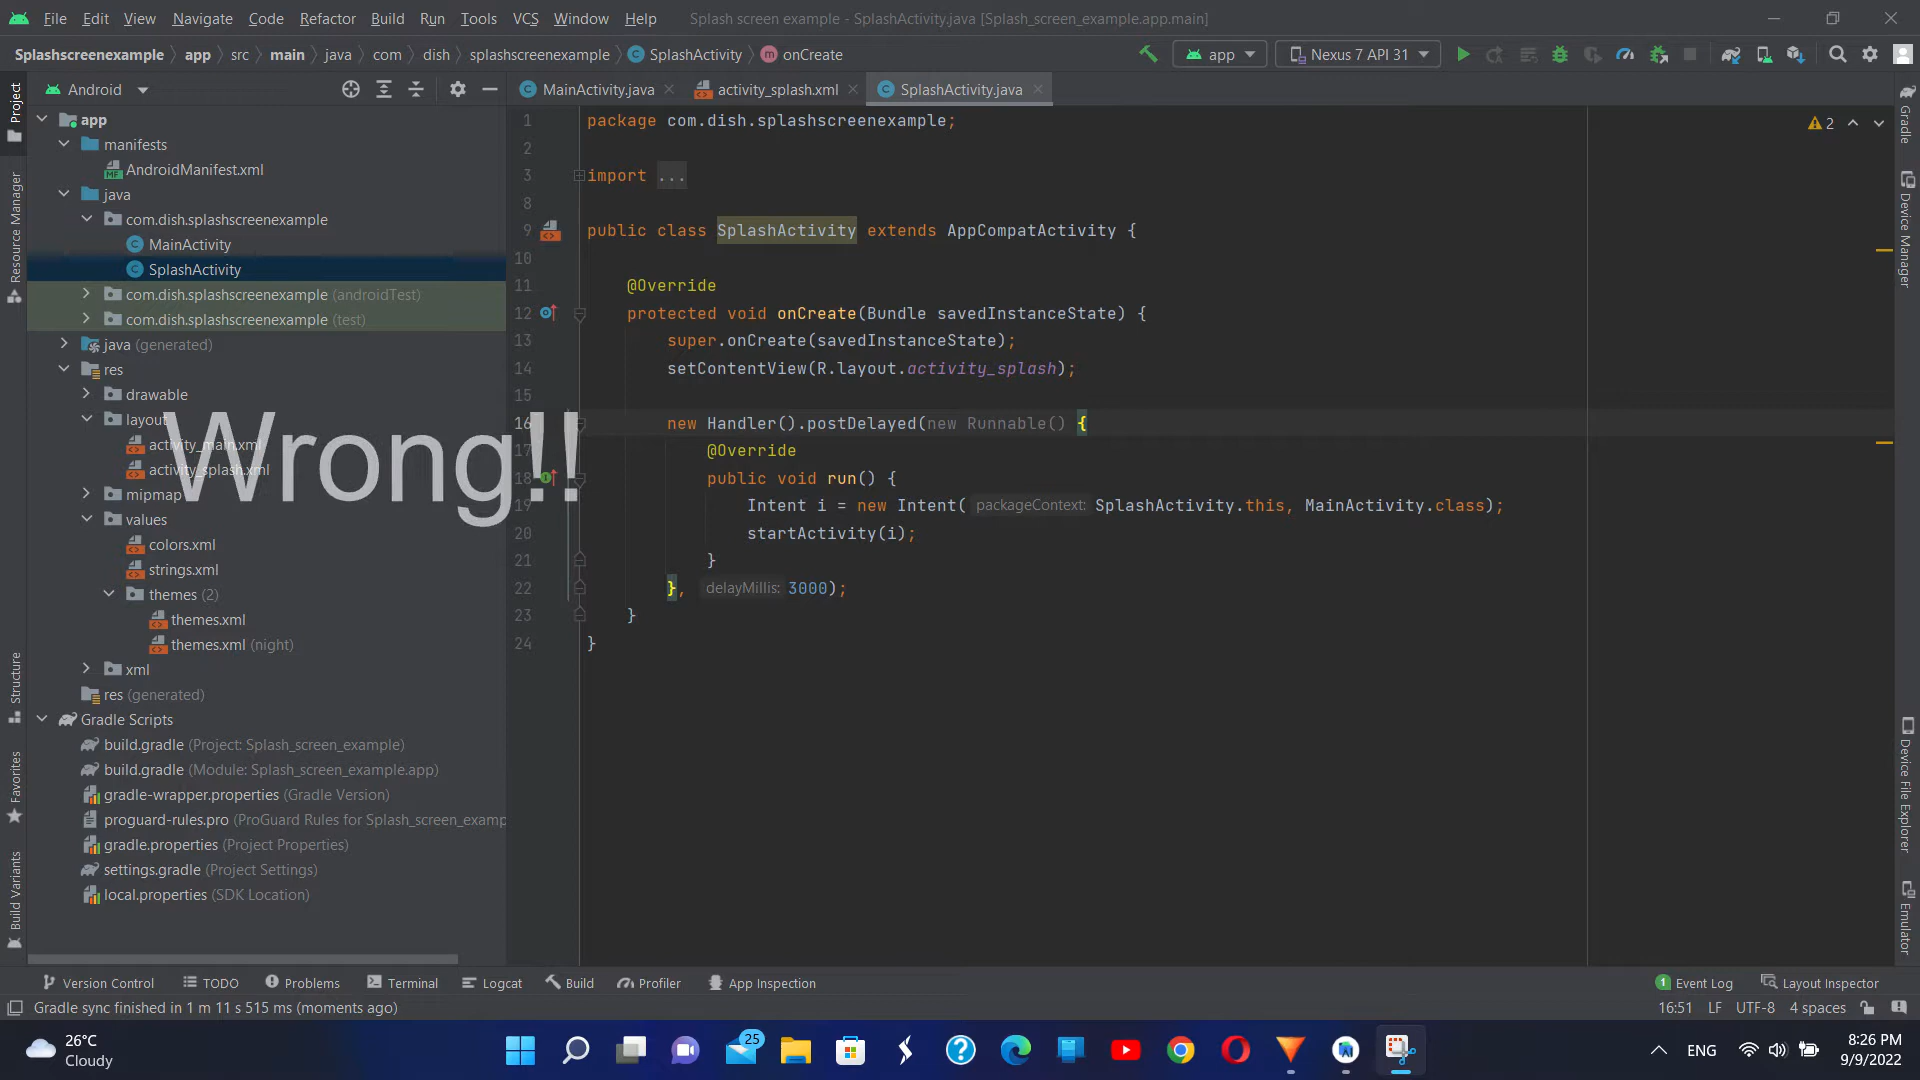 File Edit View Navigate Code Refactor Build Run Tools VCS Window Help Splash screen example - SplashActivity.java [Splash_screen_example.app.main]
Splashscreenexample app src main java com dish splashscreenexample SplashActivity onCreate app Nexus 7 API 31
Android MainActivity.java activity_splash.xml SplashActivity.java
Project
Resource Manager
Structure
Favorites
Build Variants
app
manifests
AndroidManifest.xml
java
com.dish.splashscreenexample
MainActivity
SplashActivity
com.dish.splashscreenexample (androidTest)
com.dish.splashscreenexample (test)
java (generated)
res
drawable
layout
activity_main.xml
activity_splash.xml
mipmap
values
colors.xml
strings.xml
themes (2)
themes.xml
themes.xml (night)
xml
res (generated)
Gradle Scripts
build.gradle (Project: Splash_screen_example)
build.gradle (Module: Splash_screen_example.app)
gradle-wrapper.properties (Gradle Version)
proguard-rules.pro (ProGuard Rules for Splash_screen_examp
gradle.properties (Project Properties)
settings.gradle (Project Settings)
local.properties (SDK Location)
Wrong!!
1 package com.dish.splashscreenexample;
2
3 import ...
8
9 public class SplashActivity extends AppCompatActivity {
10
11 @Override
12 protected void onCreate(Bundle savedInstanceState) {
13 super.onCreate(savedInstanceState);
14 setContentView(R.layout.activity_splash);
15
16 new Handler().postDelayed(new Runnable() {
17 @Override
18 public void run() {
19 Intent i = new Intent( packageContext: SplashActivity.this, MainActivity.class);
20 startActivity(i);
21 }
22 }, delayMillis: 3000);
23 }
24 }
2
Gradle
Device Manager
Device File Explorer
Emulator
Version Control TODO Problems Terminal Logcat Build Profiler App Inspection 1 Event Log Layout Inspector
Gradle sync finished in 1 m 11 s 515 ms (moments ago) 16:51 LF UTF-8 4 spaces
26°C
Cloudy
25
ENG
8:26 PM
9/9/2022